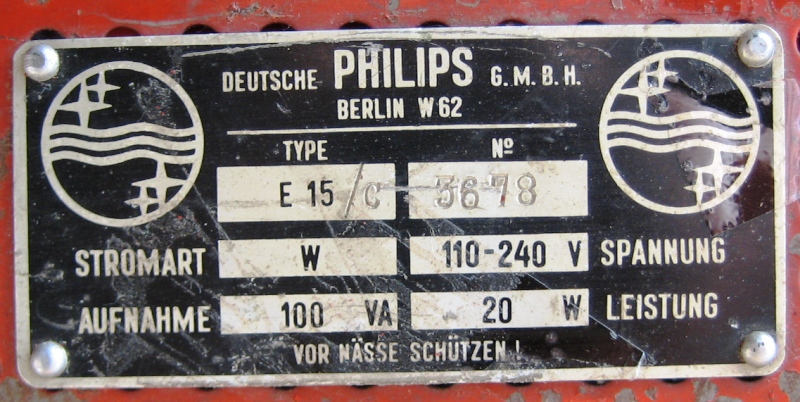 DEUTSCHE PHILIPS G.M.B.H.
BERLIN W62
TYPE Nº
E 15/C 3678
STROMART W 110-240 V SPANNUNG
AUFNAHME 100 VA 20 W LEISTUNG
VOR NÄSSE SCHÜTZEN!